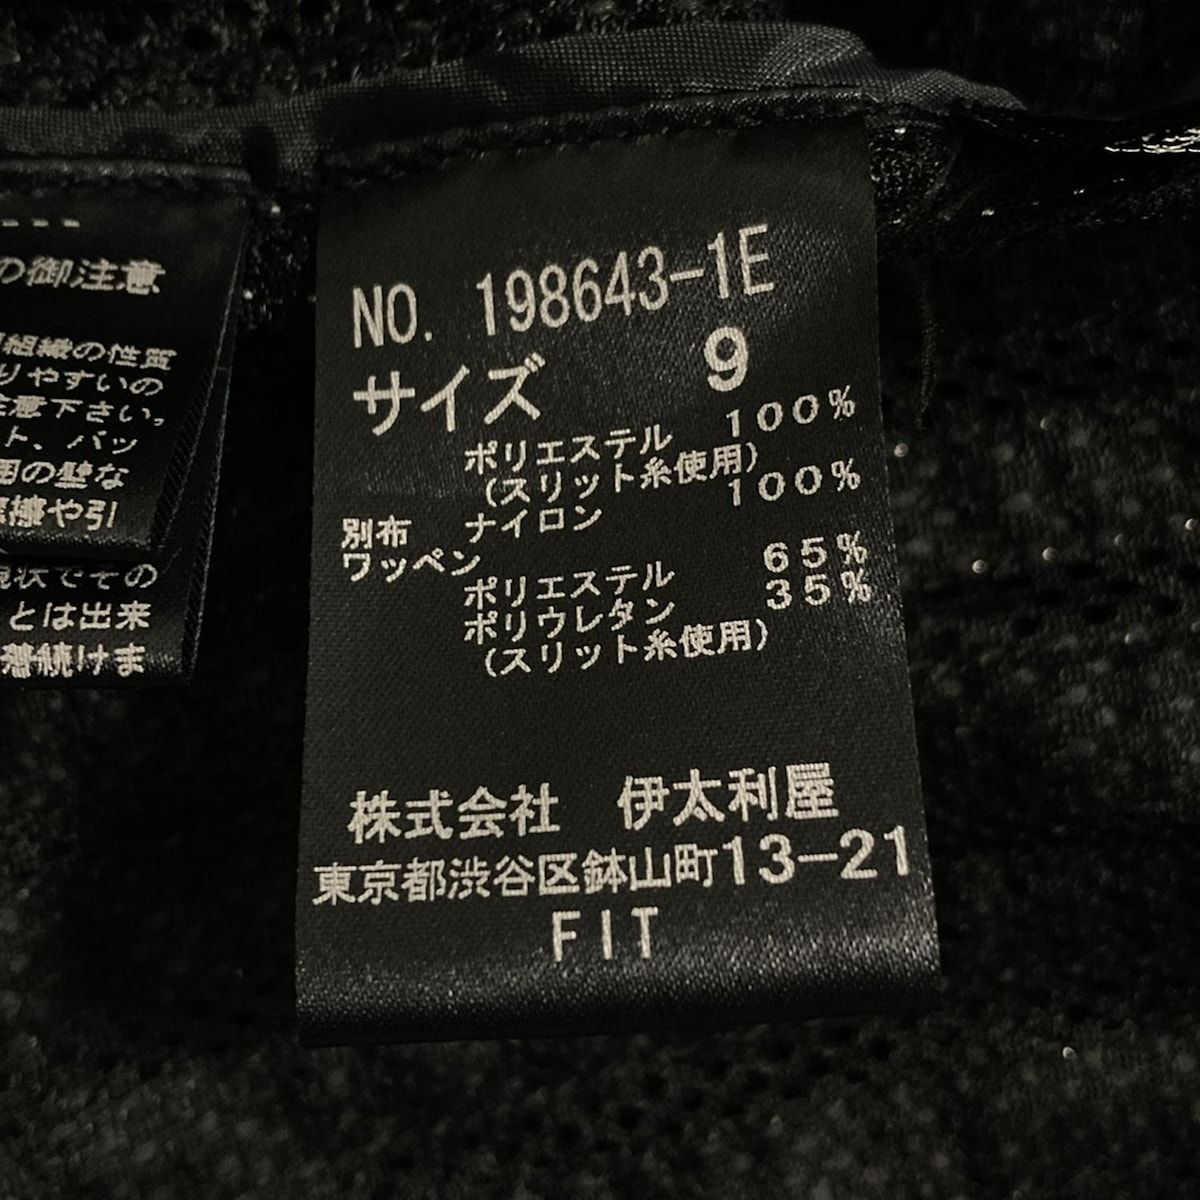 の御注意
組織の性質
りやすいの
注意下さい。
ト、バッ
用の壁な
摩擦や引
現状でその
とは出来
着続けま
NO. 198643-1E
サイズ 9
ポリエステル 100%
(スリット糸使用)
別布 ナイロン 100%
ワッペン
ポリエステル 65%
ポリウレタン 35%
(スリット糸使用)
株式会社 伊太利屋
東京都渋谷区鉢山町13-21
FIT